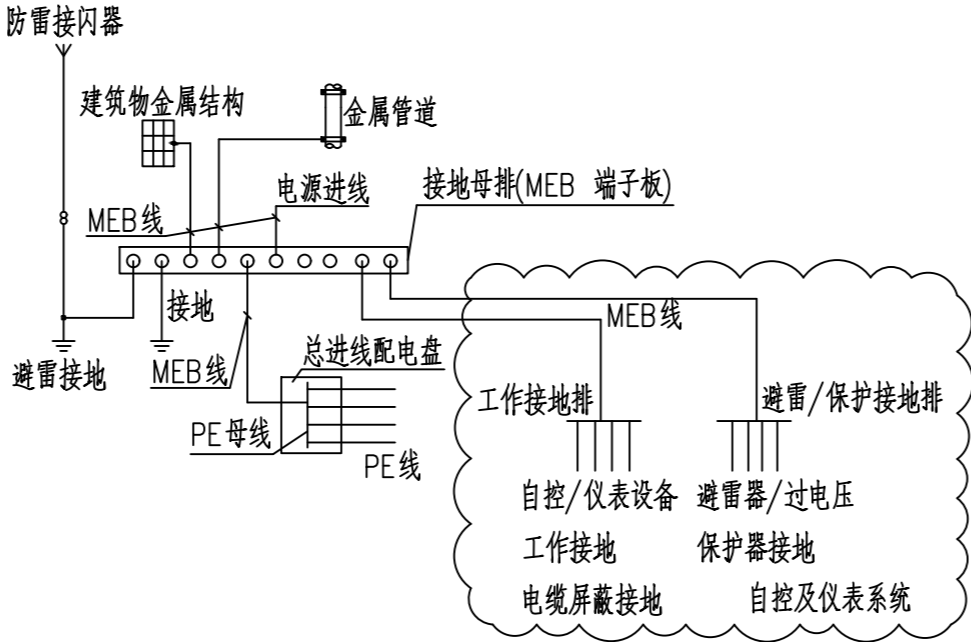 防雷接闪器
建筑物金属结构
金属管道
电源进线
接地母排(MEB 端子板)
8
MEB线
接地
MEB线
避雷接地
MEB线
总进线配电盘
工作接地排
避雷/保护接地排
PE母线
PE线
自控/仪表设备
避雷器/过电压
工作接地
保护器接地
电缆屏蔽接地
自控及仪表系统